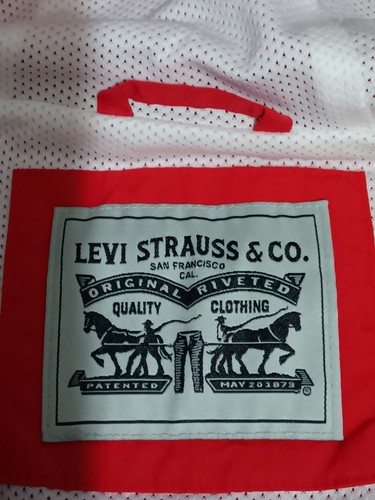 LEVI STRAUSS & CO.
SAN FRANCISCO
CAL.
ORIGINAL RIVETED
QUALITY CLOTHING
PATENTED MAY 20 1873
®